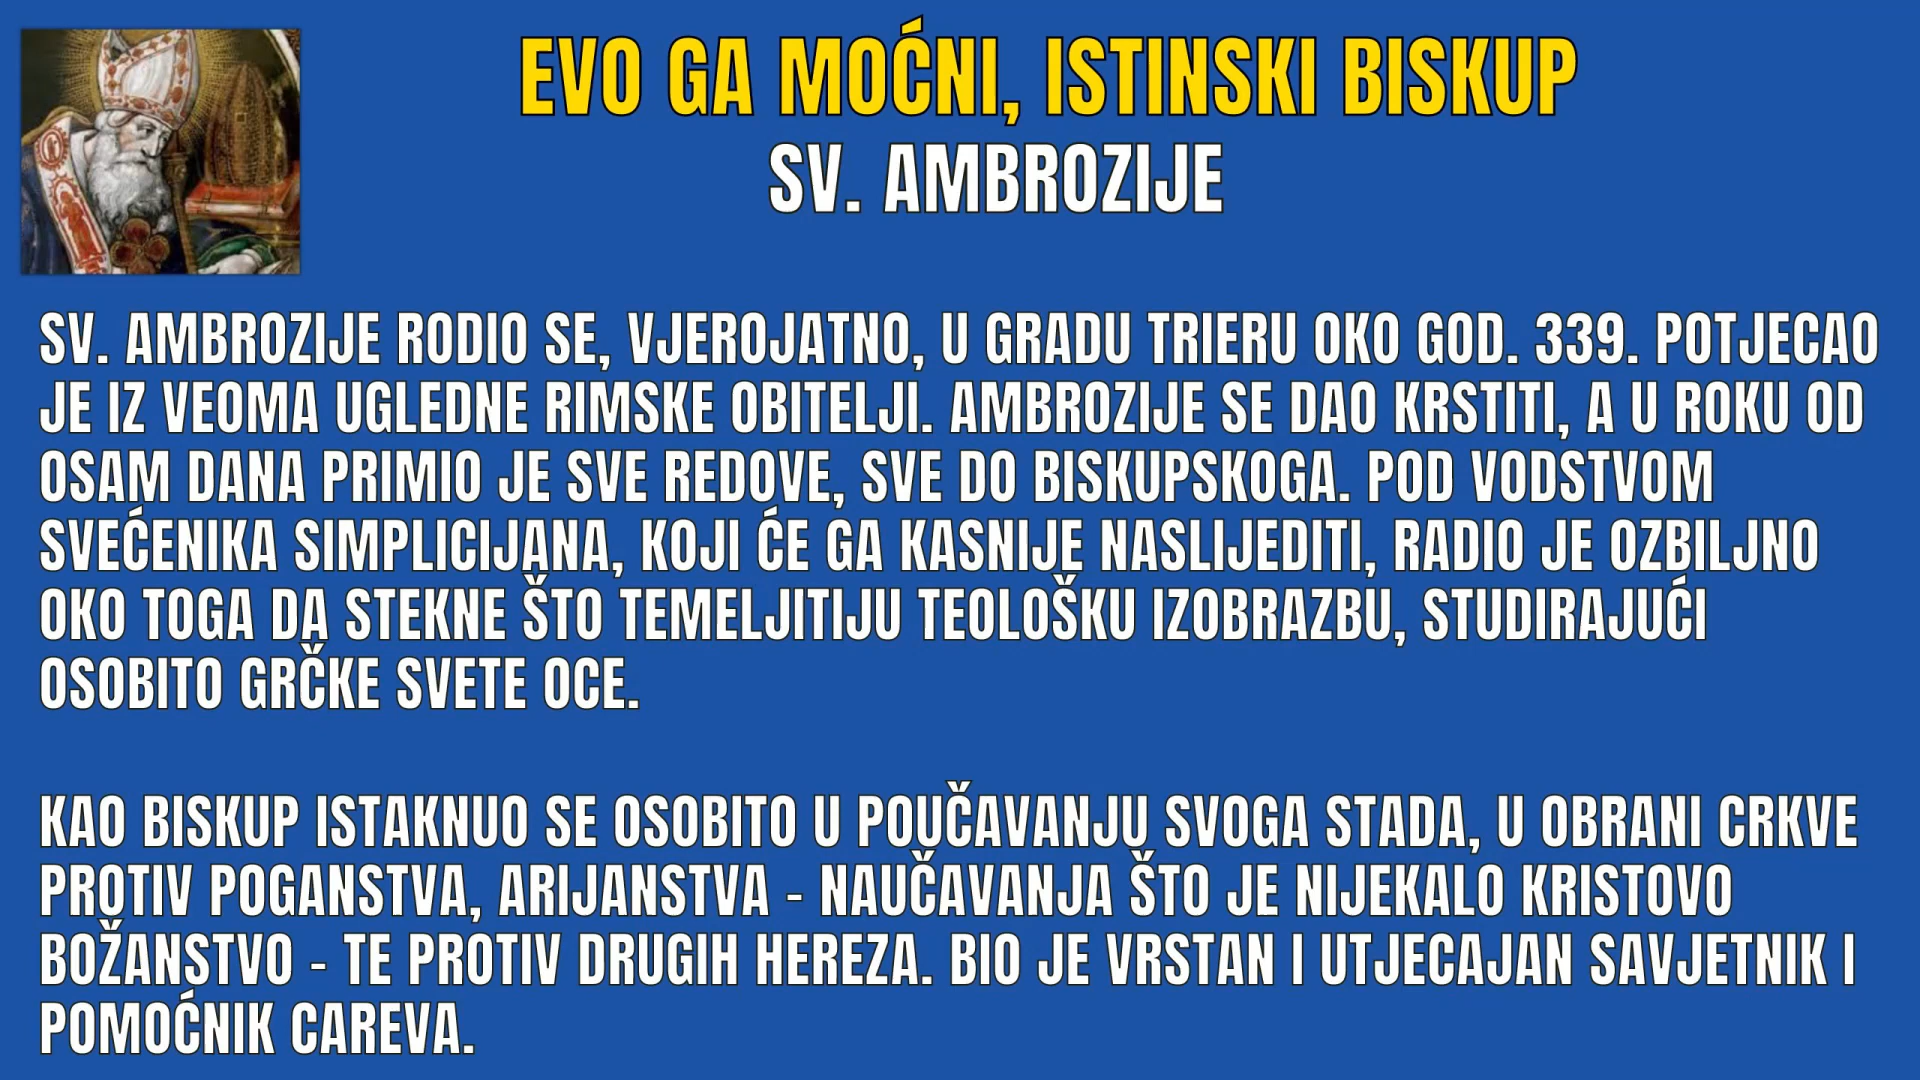 EVO GA MOĆNI, ISTINSKI BISKUP
SV. AMBROZIJE
SV. AMBROZIJE RODIO SE, VJEROJATNO, U GRADU TRIERU OKO GOD. 339. POTJECAO
JE IZ VEOMA UGLEDNE RIMSKE OBITELJI. AMBROZIJE SE DAO KRSTITI, A U ROKU OD
OSAM DANA PRIMIO JE SVE REDOVE, SVE DO BISKUPSKOGA. POD VODSTVOM
SVEĆENIKA SIMPLICIJANA, KOJI ĆE GA KASNIJE NASLIJEDITI, RADIO JE OZBILJNO
OKO TOGA DA STEKNE ŠTO TEMELJITIJU TEOLOŠKU IZOBRAZBU, STUDIRAJUĆI
OSOBITO GRČKE SVETE OCE.
KAO BISKUP ISTAKNUO SE OSOBITO U POUČAVANJU SVOGA STADA, U OBRANI CRKVE
PROTIV POGANSTVA, ARIJANSTVA - NAUČAVANJA ŠTO JE NIJEKALO KRISTOVO
BOŽANSTVO - TE PROTIV DRUGIH HEREZA. BIO JE VRSTAN I UTJECAJAN SAVJETNIK I
POMOĆNIK CAREVA.